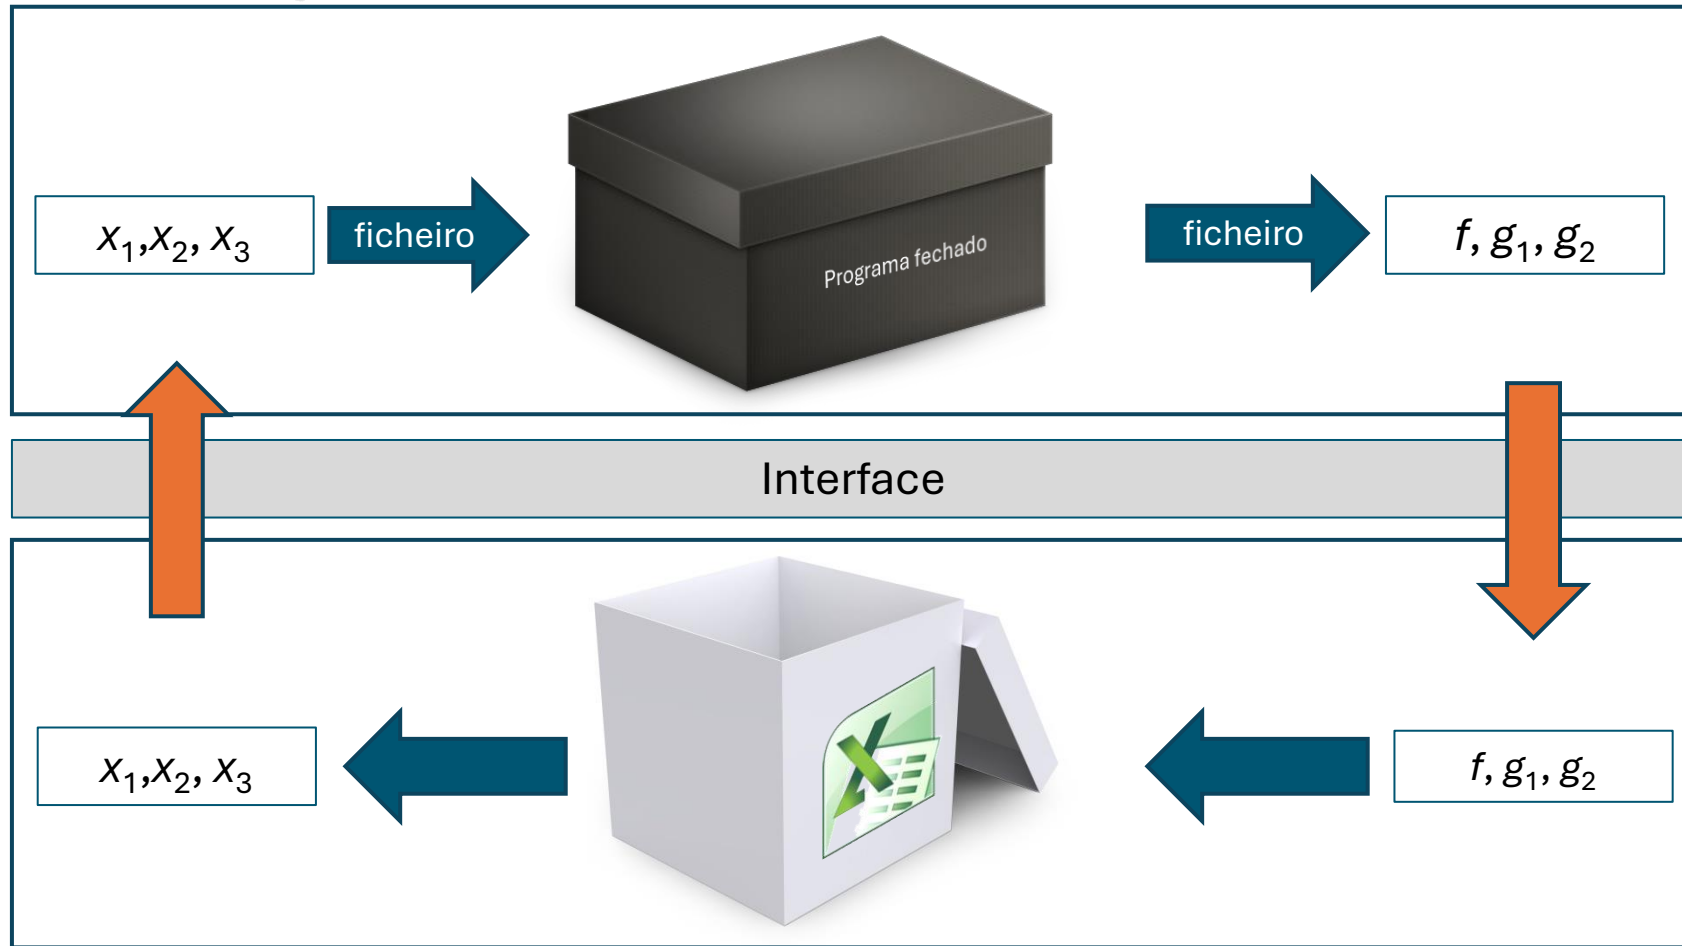 x₁,x₂, x₃
ficheiro
Programa fechado
ficheiro
f, g₁, g₂
Interface
x₁,x₂, x₃
f, g₁, g₂